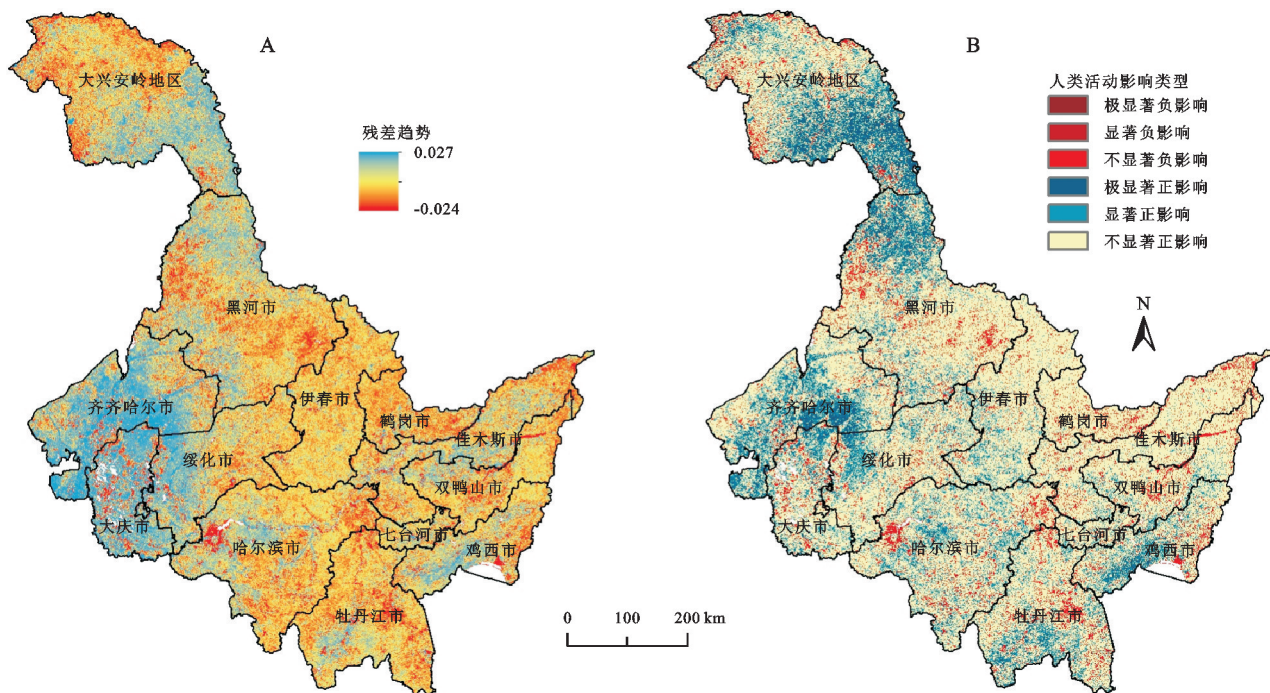 A
大兴安岭地区
残差趋势
0.027
-0.024
黑河市
齐齐哈尔市
伊春市
鹤岗市
佳木斯市
绥化市
双鸭山市
大庆市
哈尔滨市
七台河市
鸡西市
牡丹江市
0 100 200 km
B
大兴安岭地区
人类活动影响类型
极显著负影响
显著负影响
不显著负影响
极显著正影响
显著正影响
不显著正影响
N
黑河市
齐齐哈尔市
伊春市
鹤岗市
佳木斯市
绥化市
双鸭山市
大庆市
哈尔滨市
七台河市
鸡西市
牡丹江市